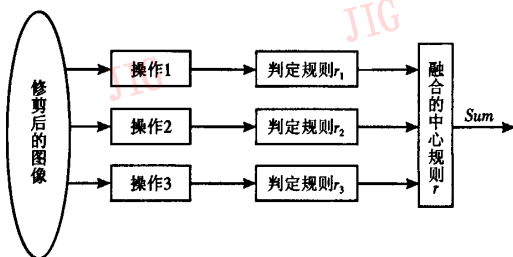 修剪后的图像
操作1
判定规则r₁
操作2
判定规则r₂
操作3
判定规则r₃
融合的中心规则r
Sum
JIG
JIG